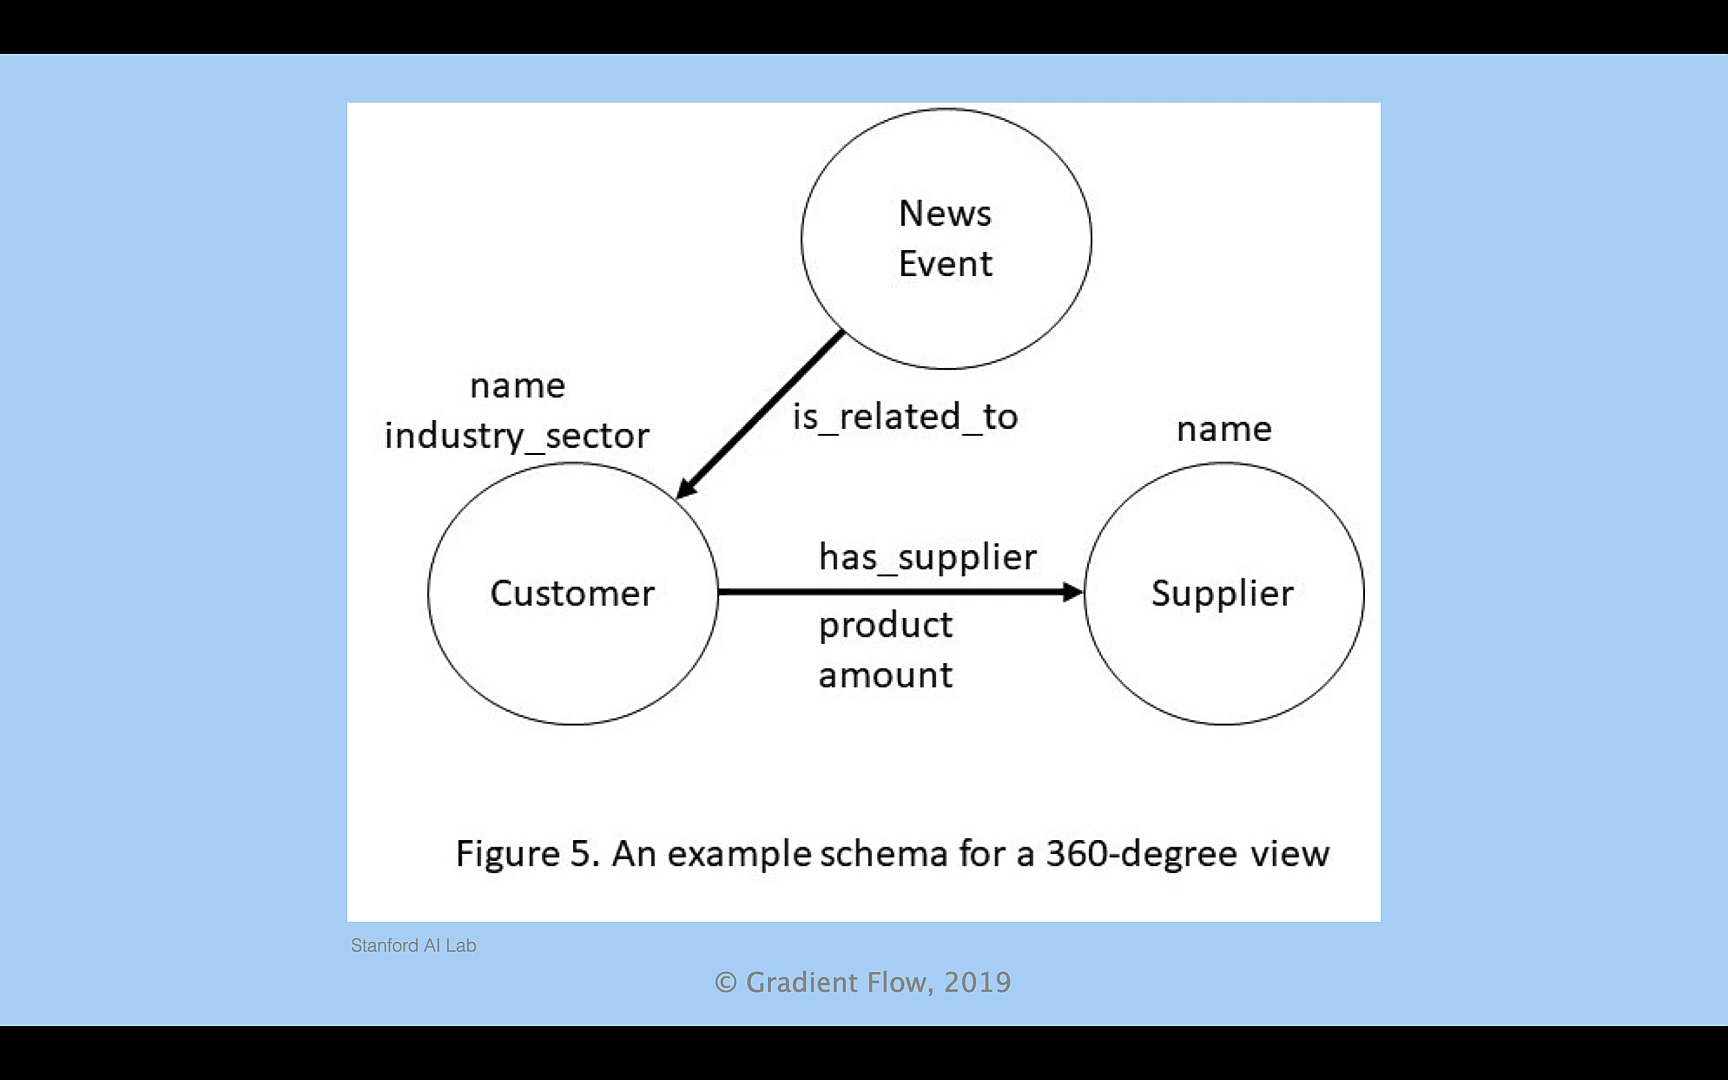 News
Event
name
industry_sector
is_related_to
name
has_supplier
Customer
Supplier
product
amount
Figure 5. An example schema for a 360-degree view
Stanford AI Lab
© Gradient Flow, 2019